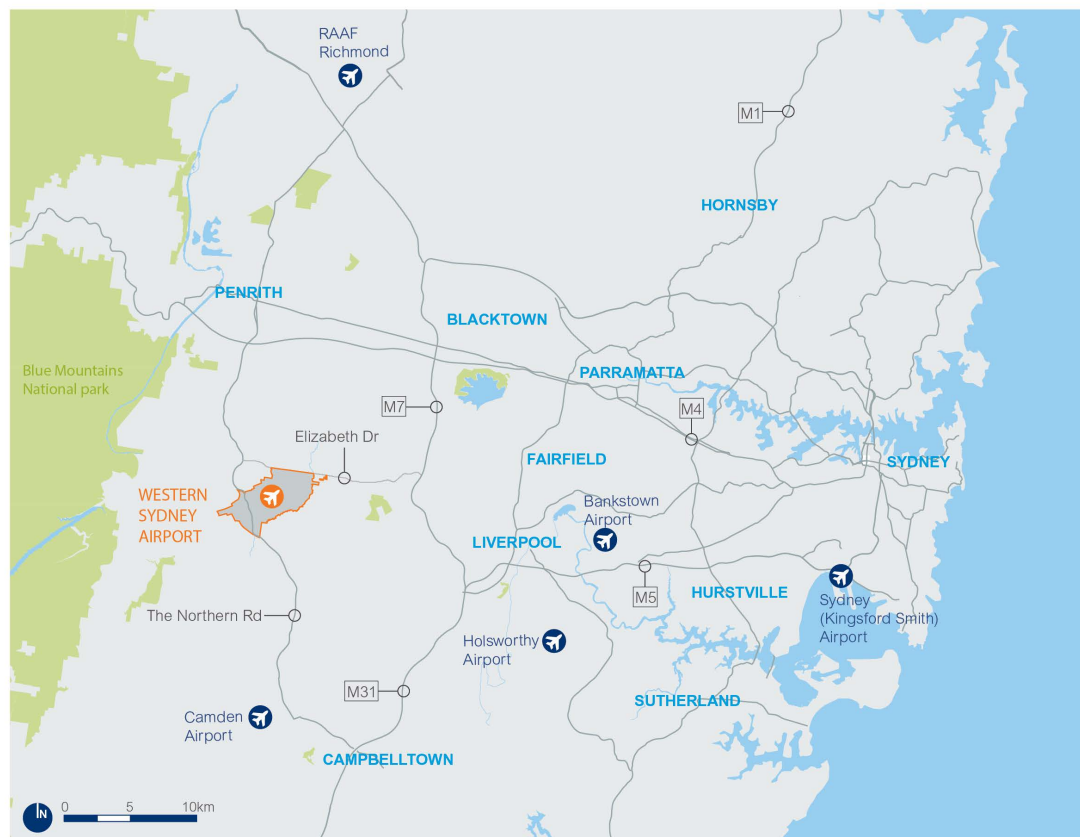 RAAF
Richmond
M1
HORNSBY
PENRITH
BLACKTOWN
Blue Mountains
National park
PARRAMATTA
M7
M4
Elizabeth Dr
FAIRFIELD
SYDNEY
WESTERN
SYDNEY
AIRPORT
Bankstown
Airport
LIVERPOOL
M5
HURSTVILLE
Sydney
(Kingsford Smith)
Airport
The Northern Rd
Holsworthy
Airport
M31
SUTHERLAND
Camden
Airport
CAMPBELLTOWN
N
0 5 10km